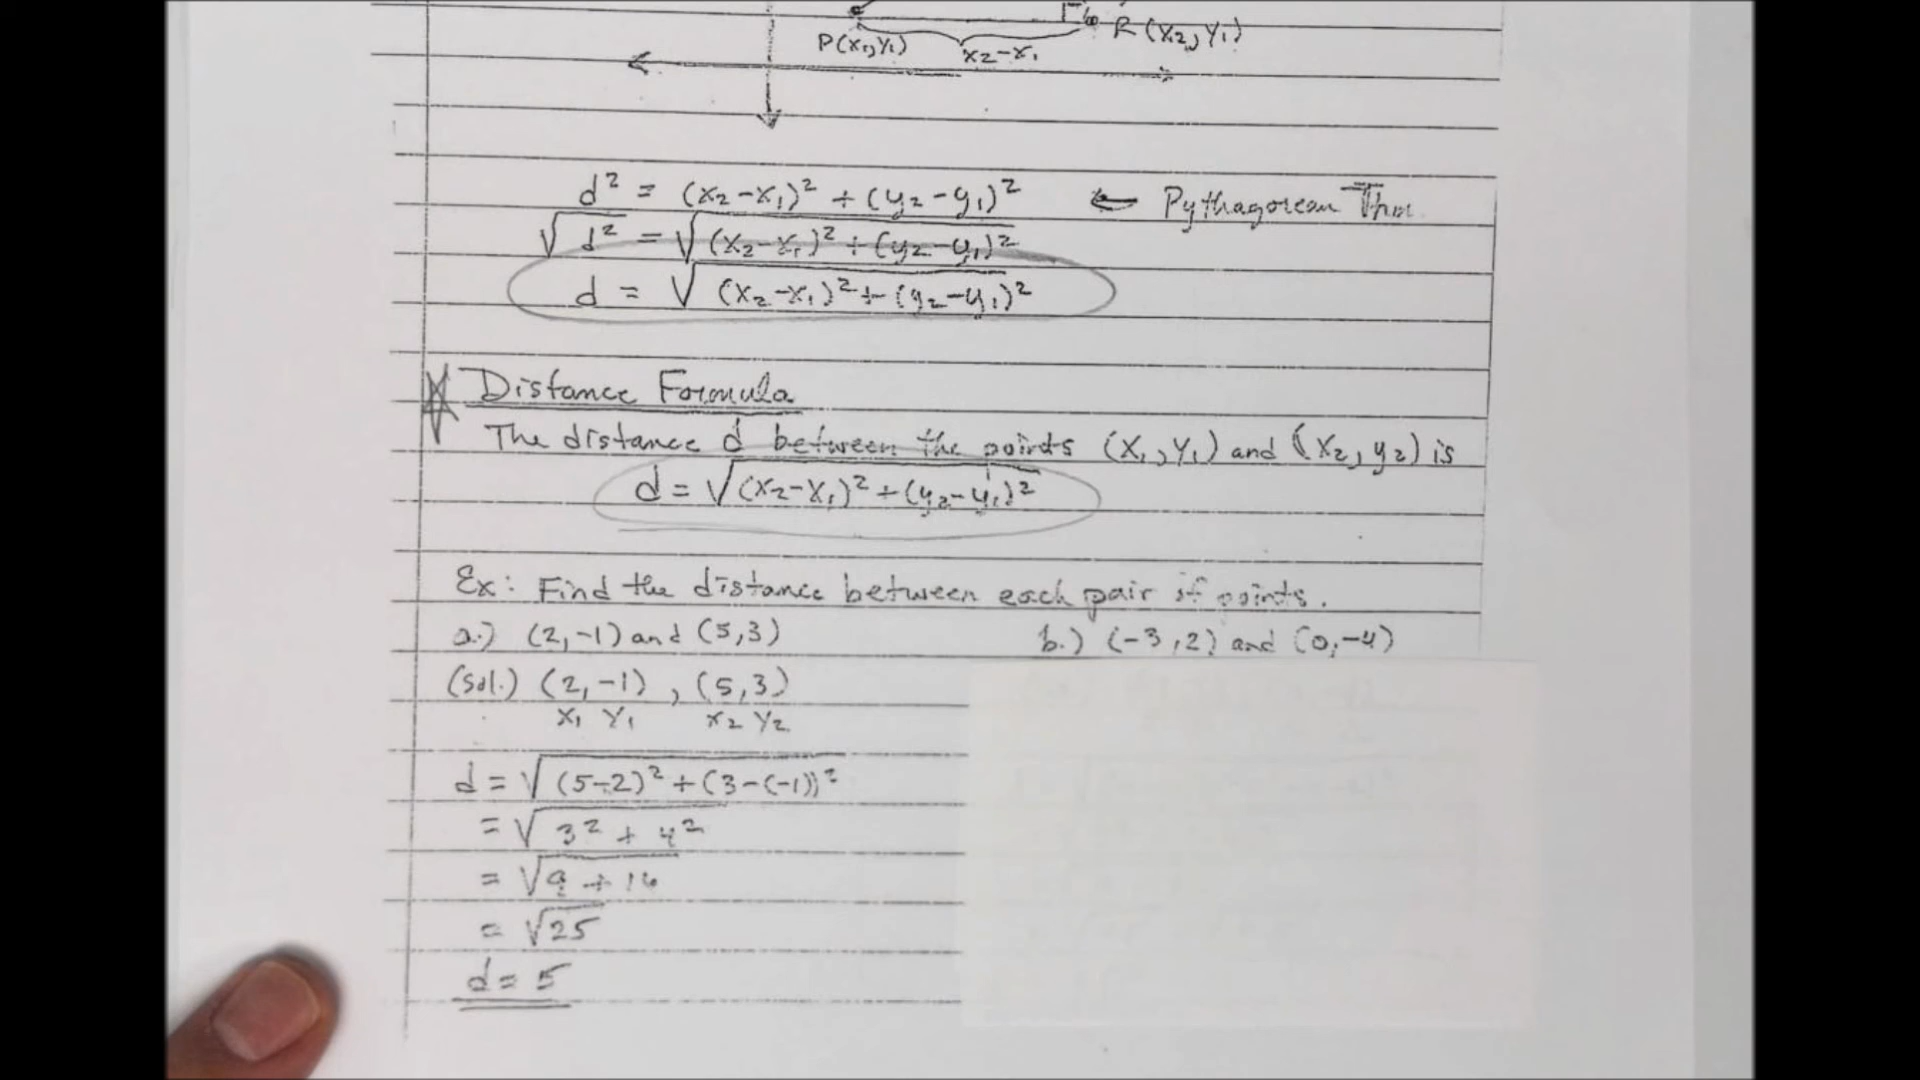 P(x₁,y₁) x₂-x₁ R(x₂,y₁)
d² = (x₂-x₁)² + (y₂-y₁)² ← Pythagorean Thm
√d² = √(x₂-x₁)² + (y₂-y₁)²
d = √(x₂-x₁)² + (y₂-y₁)²
Distance Formula
The distance d between the points (x₁,y₁) and (x₂,y₂) is
d = √(x₂-x₁)² + (y₂-y₁)²
Ex: Find the distance between each pair of points.
a.) (2,-1) and (5,3) b.) (-3,2) and (0,-4)
(Sol.) (2,-1) , (5,3)
x₁ y₁ x₂ y₂
d = √(5-2)² + (3-(-1))²
= √3² + 4²
= √9 + 16
= √25
d = 5